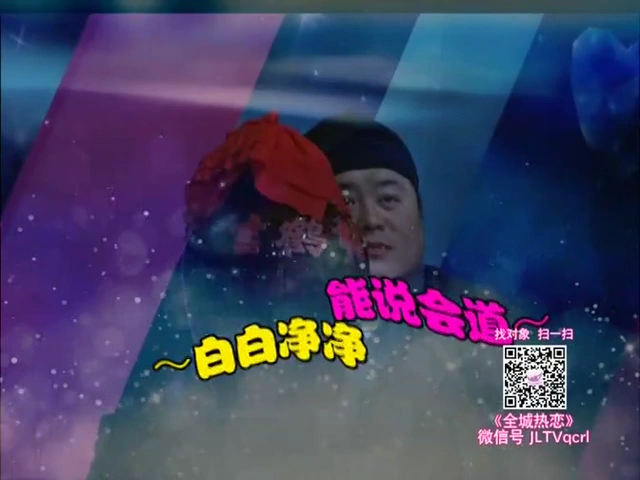 能说会道~
~白白净净
找对象 扫一扫
《全城热恋》
微信号 JLTVqcrl